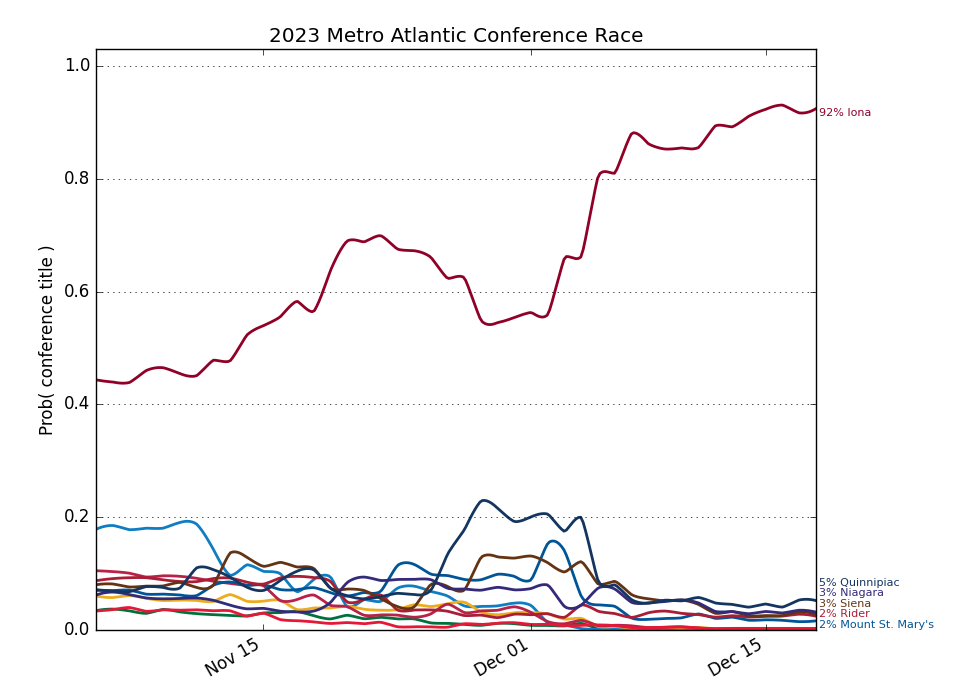 2023 Metro Atlantic Conference Race
1.0
0.8
0.6
0.4
0.2
0.0
Prob( conference title )
92% Iona
5% Quinnpiac
3% Niagara
3% Siena
2% Rider
2% Mount St. Mary's
Nov 15
Dec 01
Dec 15